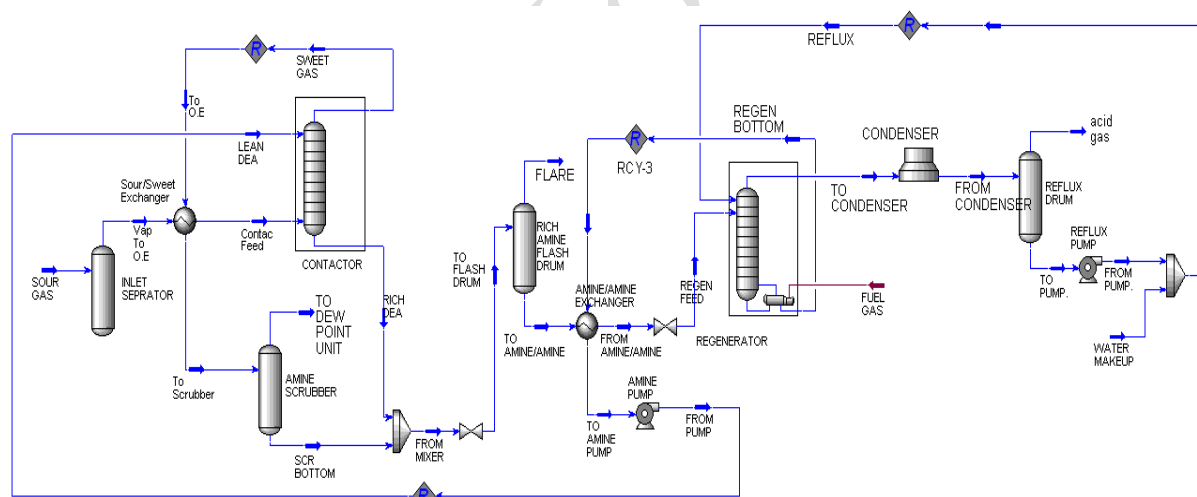 R
SWEET
GAS
To
O.E
LEAN
DEA
Sour/Sweet
Exchanger
Vap
To
O.E
Contac
Feed
SOUR
GAS
INLET
SEPRATOR
CONTACTOR
TO
DEW
POINT
UNIT
To
Scrubber
AMINE
SCRUBBER
SCR
BOTTOM
RICH
DEA
FROM
MIXER
TO
FLASH
DRUM
FLARE
RICH
AMINE
FLASH
DRUM
TO
AMINE/AMINE
AMINE/AMINE
EXCHANGER
FROM
AMINE/AMINE
R
RCY-3
REGEN
BOTTOM
REGEN
FEED
REGENERATOR
FUEL
GAS
AMINE
PUMP
TO
AMINE
PUMP
FROM
PUMP
R
REFLUX
R
TO
CONDENSER
CONDENSER
FROM
CONDENSER
acid
gas
REFLUX
DRUM
REFLUX
PUMP
TO
PUMP.
FROM
PUMP.
WATER
MAKEUP